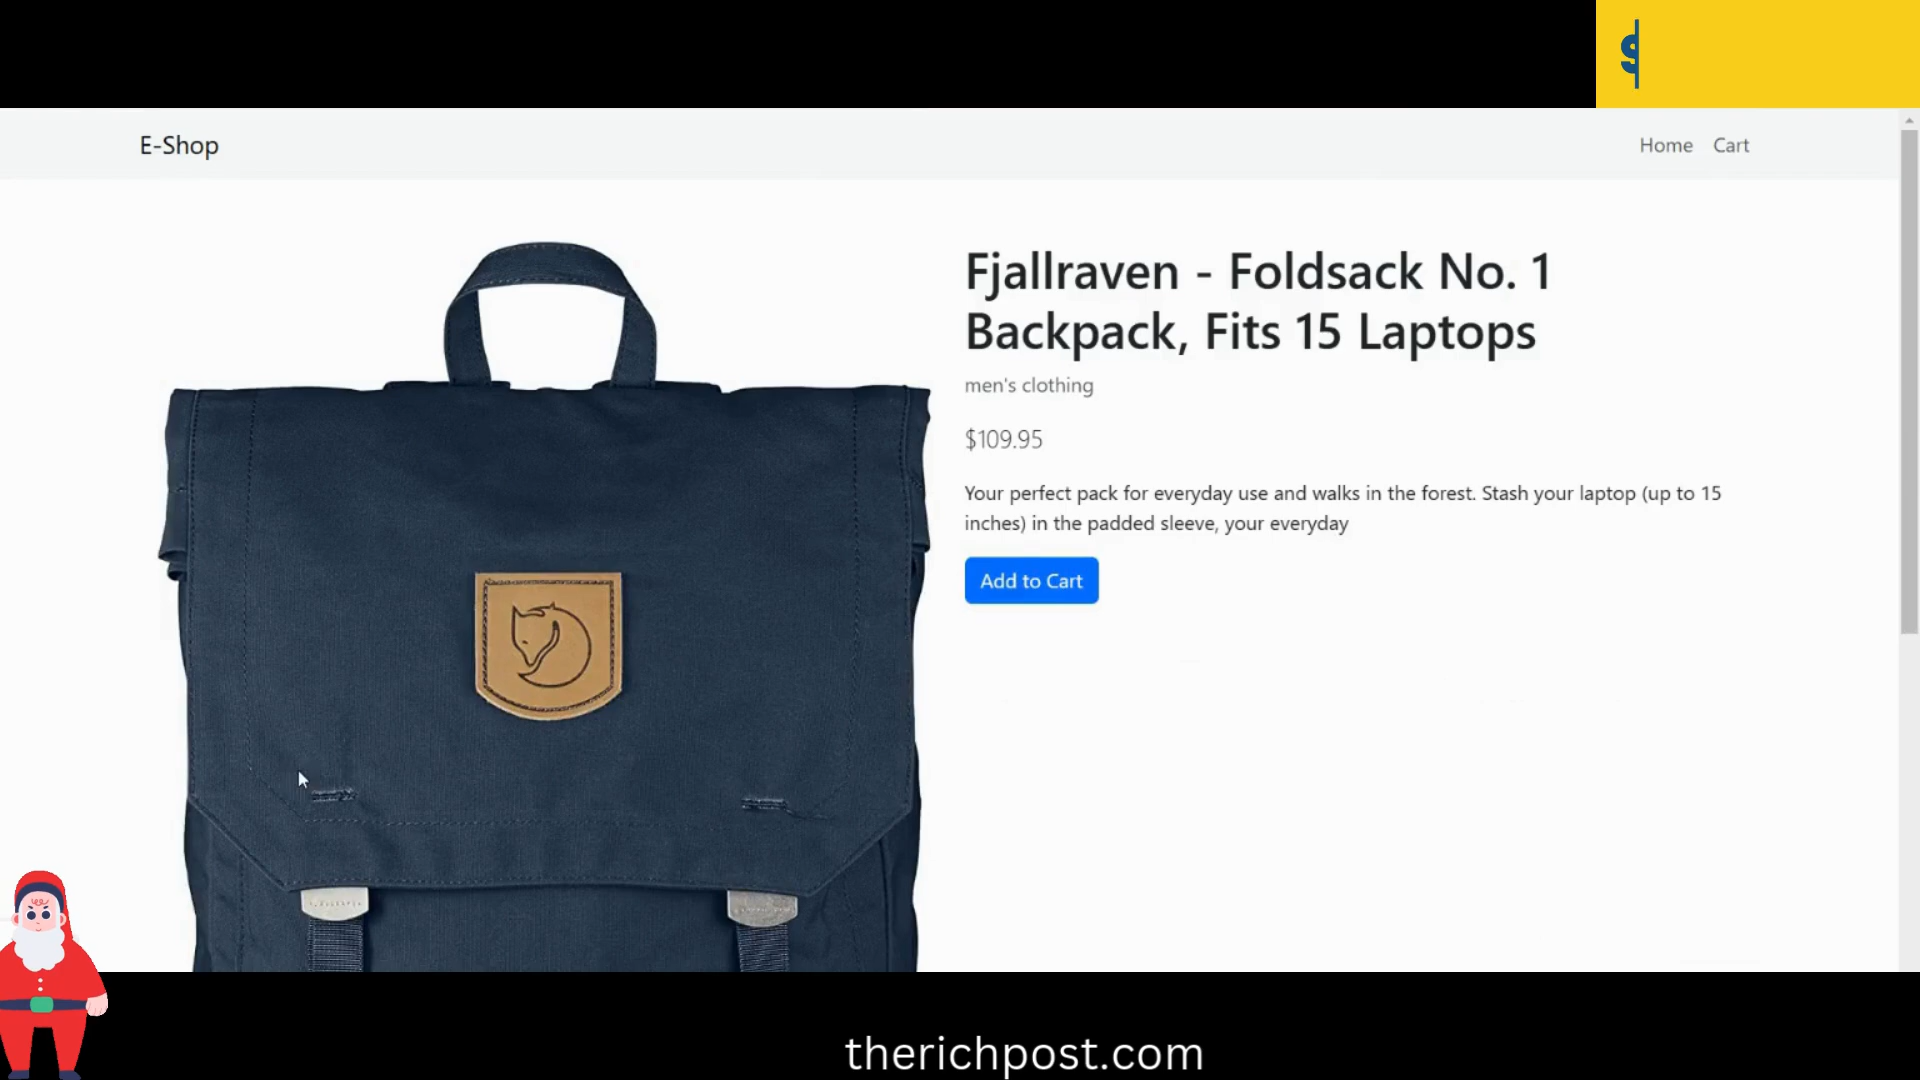 $
E-Shop
Home
Cart
Fjallraven - Foldsack No. 1
Backpack, Fits 15 Laptops
men's clothing
$109.95
Your perfect pack for everyday use and walks in the forest. Stash your laptop (up to 15
inches) in the padded sleeve, your everyday
Add to Cart
therichpost.com